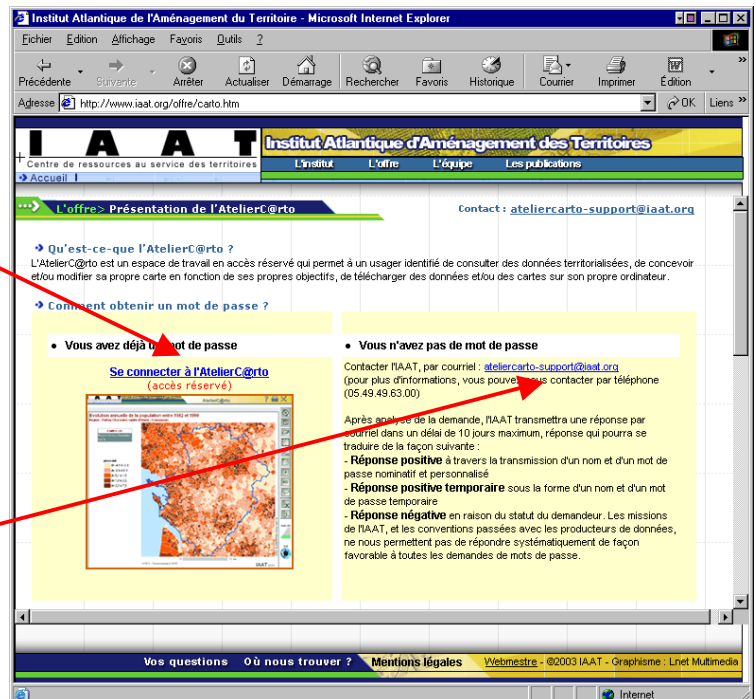 Institut Atlantique de l'Aménagement du Territoire - Microsoft Internet Explorer
Fichier Edition Affichage Favoris Outils ?
Précédente Suivante Arrêter Actualiser Démarrage Rechercher Favoris Historique Courrier Imprimer Édition »
Adresse http://www.iaat.org/offre/carto.htm OK Liens »
I A A T
Institut Atlantique d'Aménagement des Territoires
Centre de ressources au service des territoires
L'institut L'offre L'équipe Les publications
Accueil
L'offre> Présentation de l'AtelierC@rto
Contact : ateliercarto-support@iaat.org
Qu'est-ce-que l'AtelierC@rto ?
L'AtelierC@rto est un espace de travail en accès réservé qui permet à un usager identifié de consulter des données territorialisées, de concevoir
et/ou modifier sa propre carte en fonction de ses propres objectifs, de télécharger des données et/ou des cartes sur son propre ordinateur.
Comment obtenir un mot de passe ?
• Vous avez déjà un mot de passe
Se connecter à l'AtelierC@rto
(accès réservé)
Evolution annuelle de la population entre 1982 et 1999
IAAT
• Vous n'avez pas de mot de passe
Contacter l'IAAT, par courriel : ateliercarto-support@iaat.org
(pour plus d'informations, vous pouvez nous contacter par téléphone
(05.49.49.63.00)
Après analyse de la demande, l'IAAT transmettra une réponse par
courriel dans un délai de 10 jours maximum, réponse qui pourra se
traduire de la façon suivante :
- Réponse positive à travers la transmission d'un nom et d'un mot de
passe nominatif et personnalisé
- Réponse positive temporaire sous la forme d'un nom et d'un mot
de passe temporaire
- Réponse négative en raison du statut du demandeur. Les missions
de l'IAAT, et les conventions passées avec les producteurs de données,
ne nous permettent pas de répondre systématiquement de façon
favorable à toutes les demandes de mots de passe.
Vos questions Où nous trouver ? Mentions légales Webmestre - ©2003 IAAT - Graphisme : Lnet Multimedia
Internet